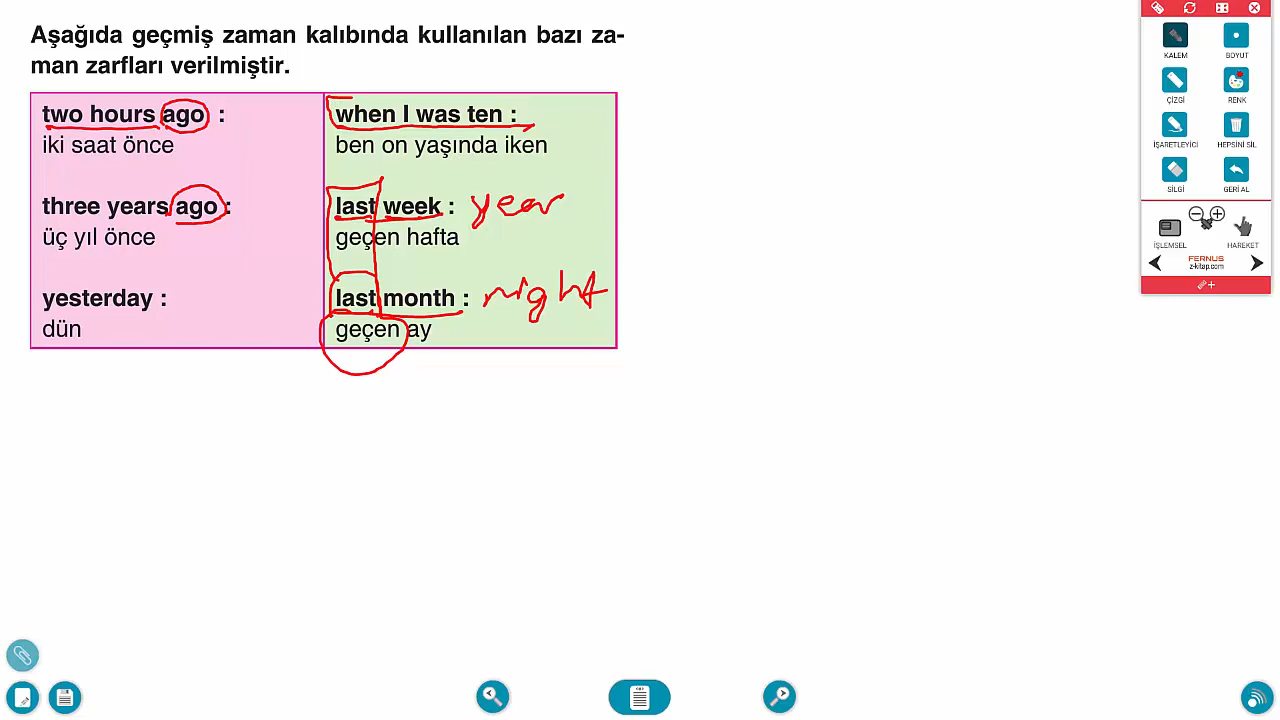 Aşağıda geçmiş zaman kalıbında kullanılan bazı za-
man zarfları verilmiştir.
two hours ago :
iki saat önce
three years ago :
üç yıl önce
yesterday :
dün
when I was ten :
ben on yaşında iken
last week : year
geçen hafta
last month : night
geçen ay
KALEM
BOYUT
ÇİZGİ
RENK
İŞARETLEYİCİ
HEPSİNİ SİL
SİLGİ
GERİ AL
İŞLEMSEL
HAREKET
FERNUS
z-kitap.com